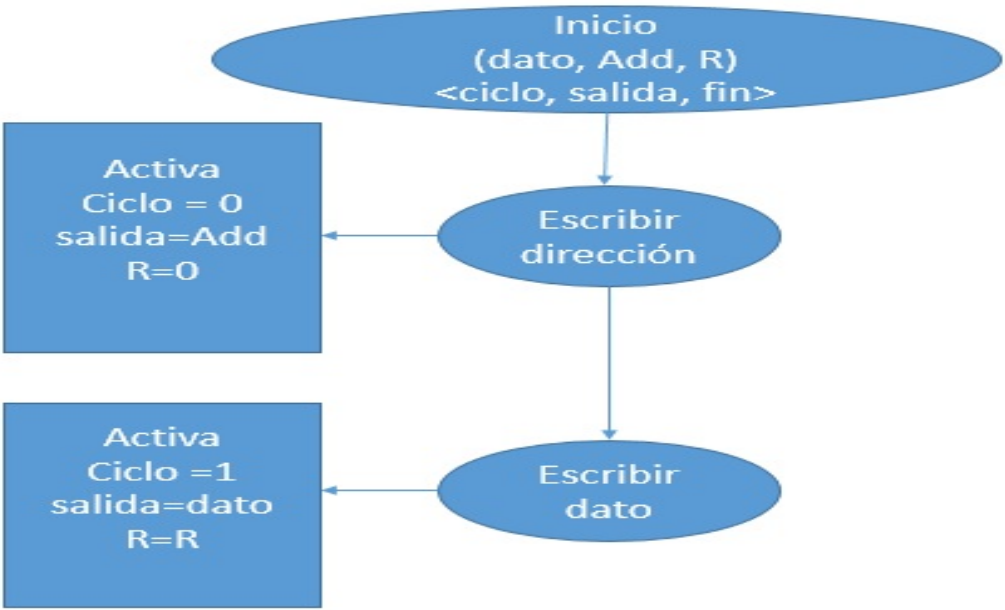 Inicio
(dato, Add, R)
<ciclo, salida, fin>
Activa
Ciclo = 0
salida=Add
R=0
Escribir
dirección
Activa
Ciclo =1
salida=dato
R=R
Escribir
dato